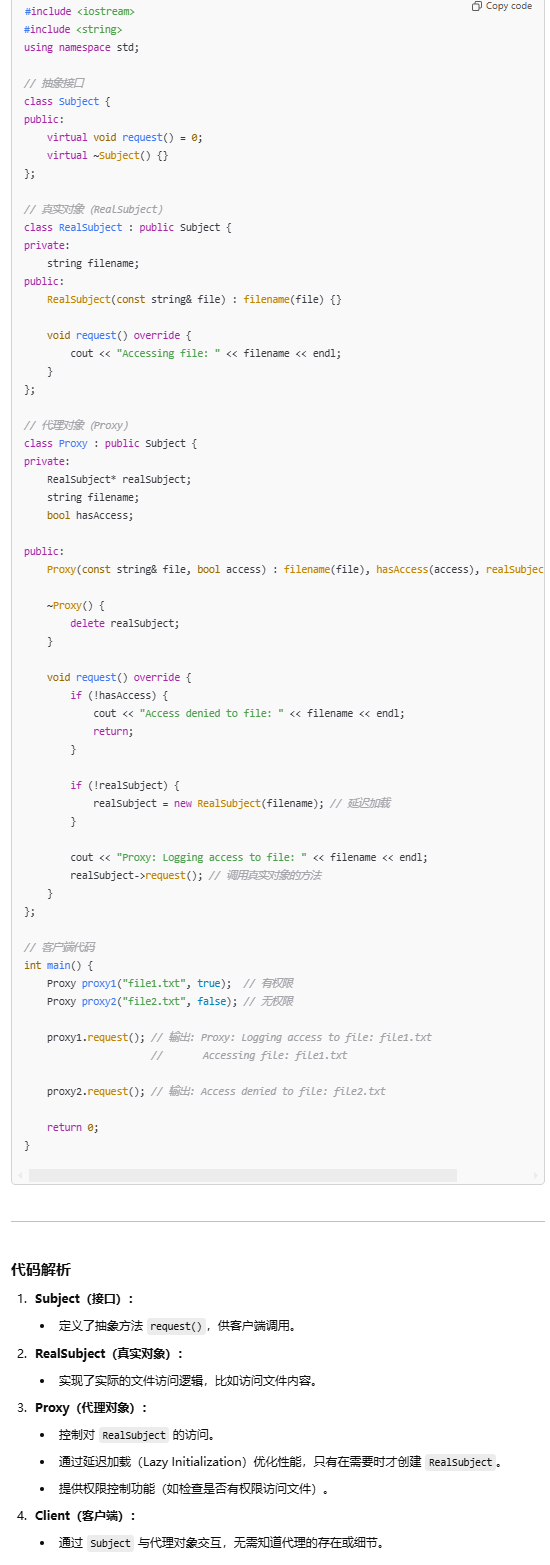 Copy code
#include <iostream>
#include <string>
using namespace std;
// 抽象接口
class Subject {
public:
    virtual void request() = 0;
    virtual ~Subject() {}
};
// 真实对象（RealSubject）
class RealSubject : public Subject {
private:
    string filename;
public:
    RealSubject(const string& file) : filename(file) {}
    void request() override {
        cout << "Accessing file: " << filename << endl;
    }
};
// 代理对象（Proxy）
class Proxy : public Subject {
private:
    RealSubject* realSubject;
    string filename;
    bool hasAccess;
public:
    Proxy(const string& file, bool access) : filename(file), hasAccess(access), realSubjec
    ~Proxy() {
        delete realSubject;
    }
    void request() override {
        if (!hasAccess) {
            cout << "Access denied to file: " << filename << endl;
            return;
        }
        if (!realSubject) {
            realSubject = new RealSubject(filename); // 延迟加载
        }
        cout << "Proxy: Logging access to file: " << filename << endl;
        realSubject->request(); // 调用真实对象的方法
    }
};
// 客户端代码
int main() {
    Proxy proxy1("file1.txt", true);  // 有权限
    Proxy proxy2("file2.txt", false); // 无权限
    proxy1.request(); // 输出: Proxy: Logging access to file: file1.txt
                      //       Accessing file: file1.txt
    proxy2.request(); // 输出: Access denied to file: file2.txt
    return 0;
}
代码解析
1. Subject（接口）：
• 定义了抽象方法 request()，供客户端调用。
2. RealSubject（真实对象）：
• 实现了实际的文件访问逻辑，比如访问文件内容。
3. Proxy（代理对象）：
• 控制对 RealSubject 的访问。
• 通过延迟加载（Lazy Initialization）优化性能，只有在需要时才创建 RealSubject。
• 提供权限控制功能（如检查是否有权限访问文件）。
4. Client（客户端）：
• 通过 Subject 与代理对象交互，无需知道代理的存在或细节。